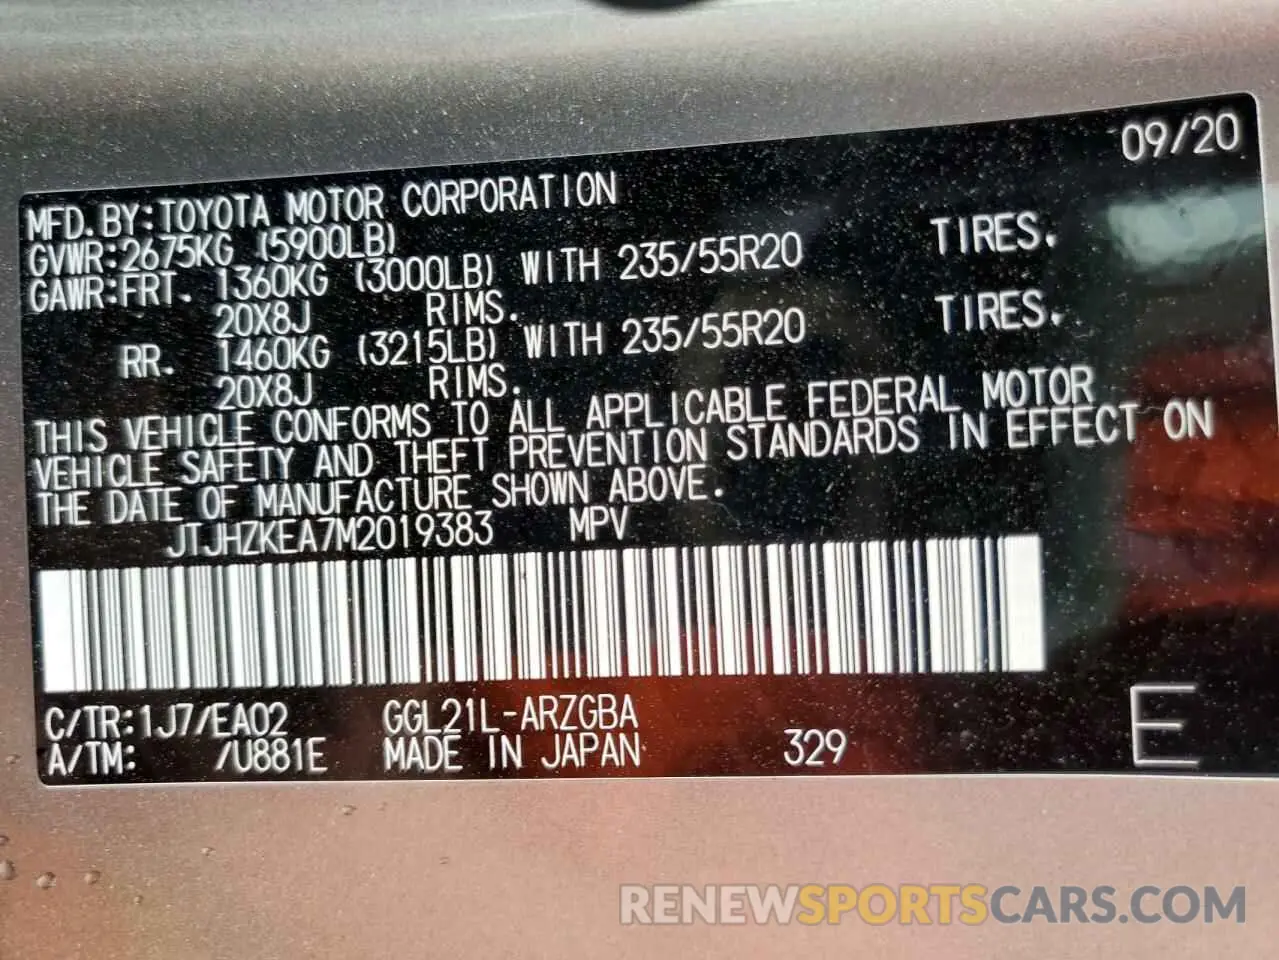 09/20
MFD.BY:TOYOTA MOTOR CORPORATION
GVWR:2675KG (5900LB)
GAWR:FRT. 1360KG (3000LB) WITH 235/55R20 TIRES.
20X8J RIMS.
RR. 1460KG (3215LB) WITH 235/55R20 TIRES.
20X8J RIMS.
THIS VEHICLE CONFORMS TO ALL APPLICABLE FEDERAL MOTOR
VEHICLE SAFETY AND THEFT PREVENTION STANDARDS IN EFFECT ON
THE DATE OF MANUFACTURE SHOWN ABOVE.
JTJHZKEA7M2019383 MPV
C/TR:1J7/EA02 GGL21L-ARZGBA
A/TM: /U881E MADE IN JAPAN 329 E
RENEWSPORTSCARS.COM